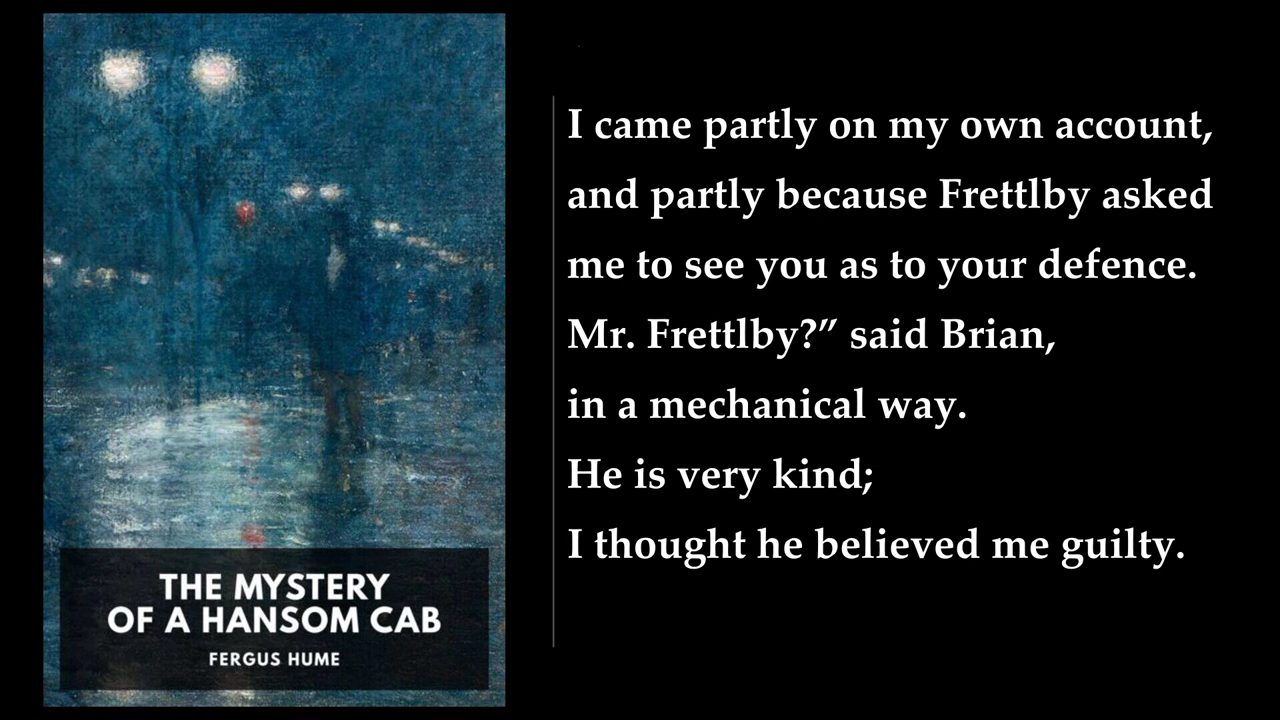 THE MYSTERY
OF A HANSOM CAB
FERGUS HUME
I came partly on my own account,
and partly because Frettlby asked
me to see you as to your defence.
Mr. Frettlby?” said Brian,
in a mechanical way.
He is very kind;
I thought he believed me guilty.